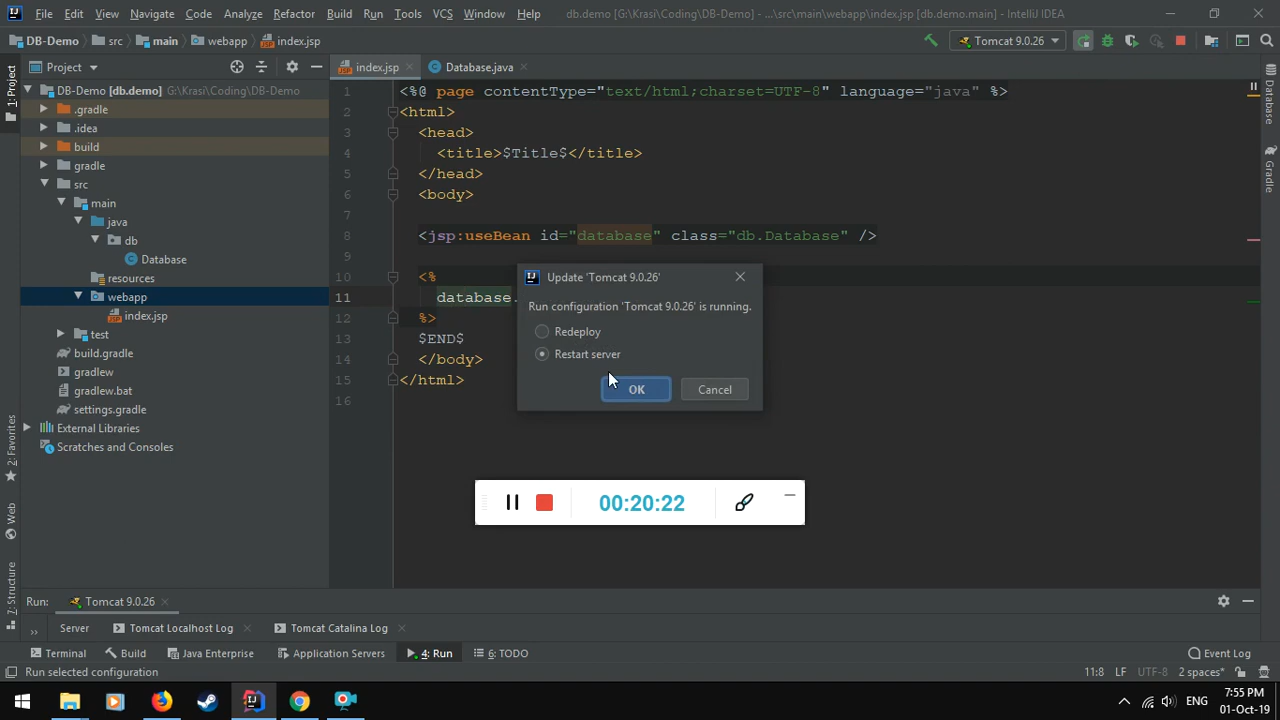 File Edit View Navigate Code Analyze Refactor Build Run Tools VCS Window Help db.demo [G:\Krasi\Coding\DB-Demo] - ...\src\main\webapp\index.jsp [db.demo.main] - IntelliJ IDEA
DB-Demo src main webapp index.jsp Tomcat 9.0.26
Project index.jsp Database.java
1: Project
DB-Demo [db.demo] G:\Krasi\Coding\DB-Demo
.gradle
.idea
build
gradle
src
main
java
db
Database
resources
webapp
index.jsp
test
build.gradle
gradlew
gradlew.bat
settings.gradle
External Libraries
Scratches and Consoles
2: Favorites
Web
7: Structure
1 <%@ page contentType="text/html;charset=UTF-8" language="java" %>
2 <html>
3 <head>
4 <title>$Title$</title>
5 </head>
6 <body>
7
8 <jsp:useBean id="database" class="db.Database" />
9
10 <%
11 database.
12 %>
13 $END$
14 </body>
15 </html>
16
Database
Gradle
Update 'Tomcat 9.0.26'
Run configuration 'Tomcat 9.0.26' is running.
Redeploy
Restart server
OK Cancel
00:20:22
Run: Tomcat 9.0.26
» Server Tomcat Localhost Log Tomcat Catalina Log
Terminal Build Java Enterprise Application Servers 4: Run 6: TODO Event Log
Run selected configuration 11:8 LF UTF-8 2 spaces*
ENG 7:55 PM
01-Oct-19